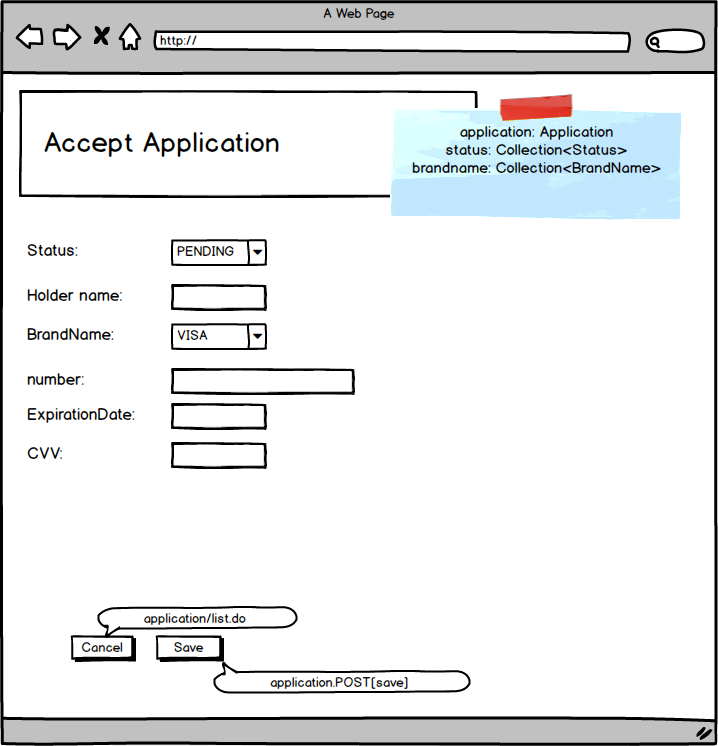 A Web Page
http://
Accept Application
application: Application
status: Collection<Status>
brandname: Collection<BrandName>
Status:
PENDING
Holder name:
BrandName:
VISA
number:
ExpirationDate:
CVV:
application/list.do
Cancel
Save
application.POST[save]